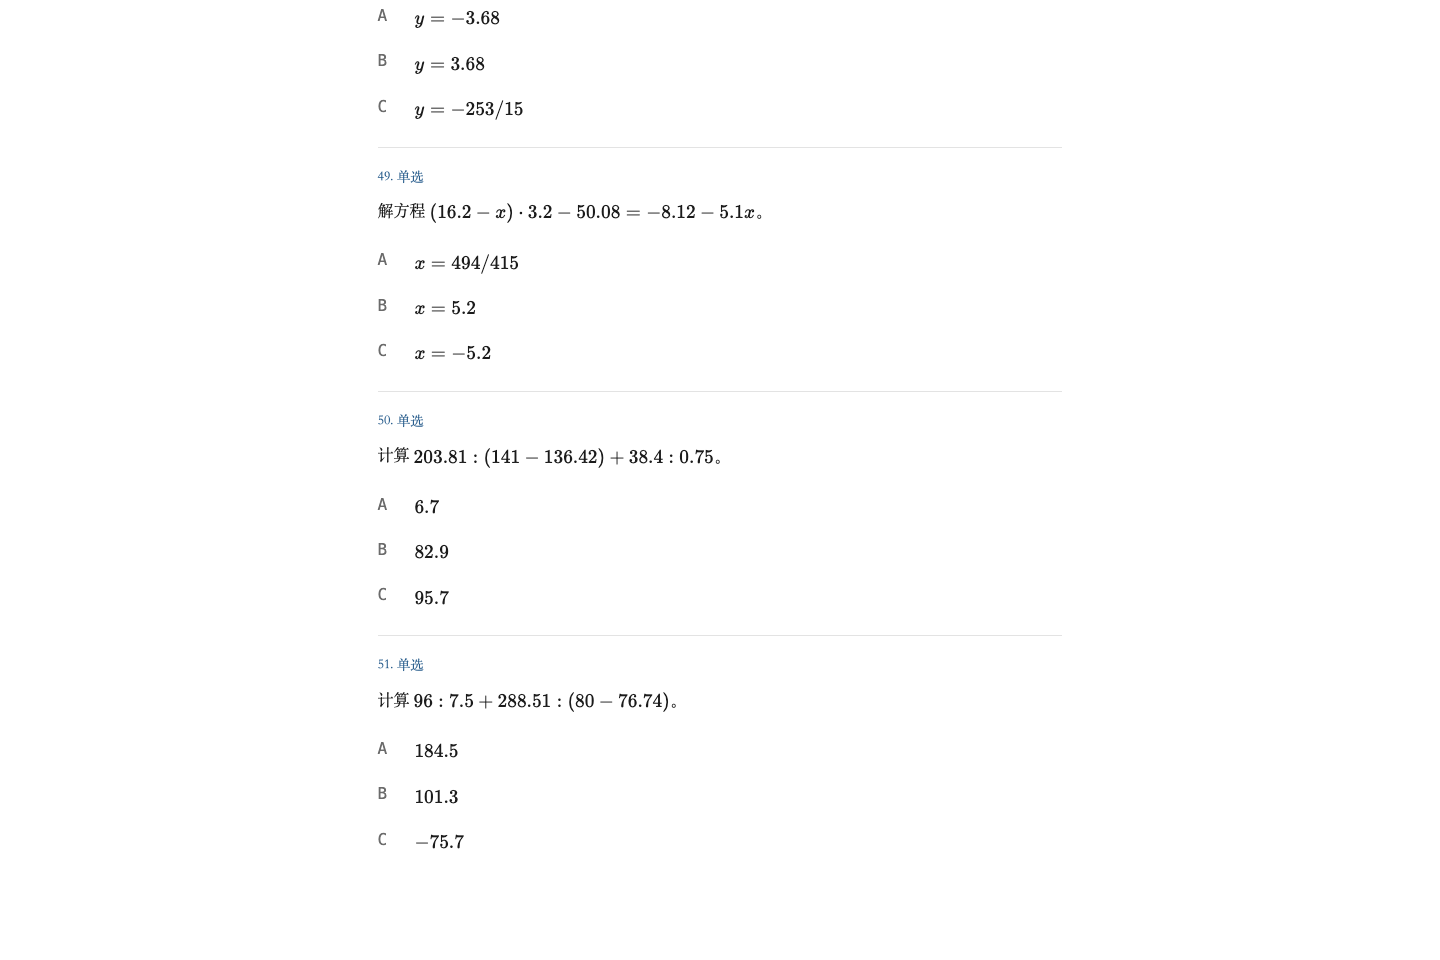 A y = −3.68
B y = 3.68
C y = −253/15
49. 单选
解方程 (16.2 − x) · 3.2 − 50.08 = −8.12 − 5.1x。
A x = 494/415
B x = 5.2
C x = −5.2
50. 单选
计算 203.81 : (141 − 136.42) + 38.4 : 0.75。
A 6.7
B 82.9
C 95.7
51. 单选
计算 96 : 7.5 + 288.51 : (80 − 76.74)。
A 184.5
B 101.3
C −75.7